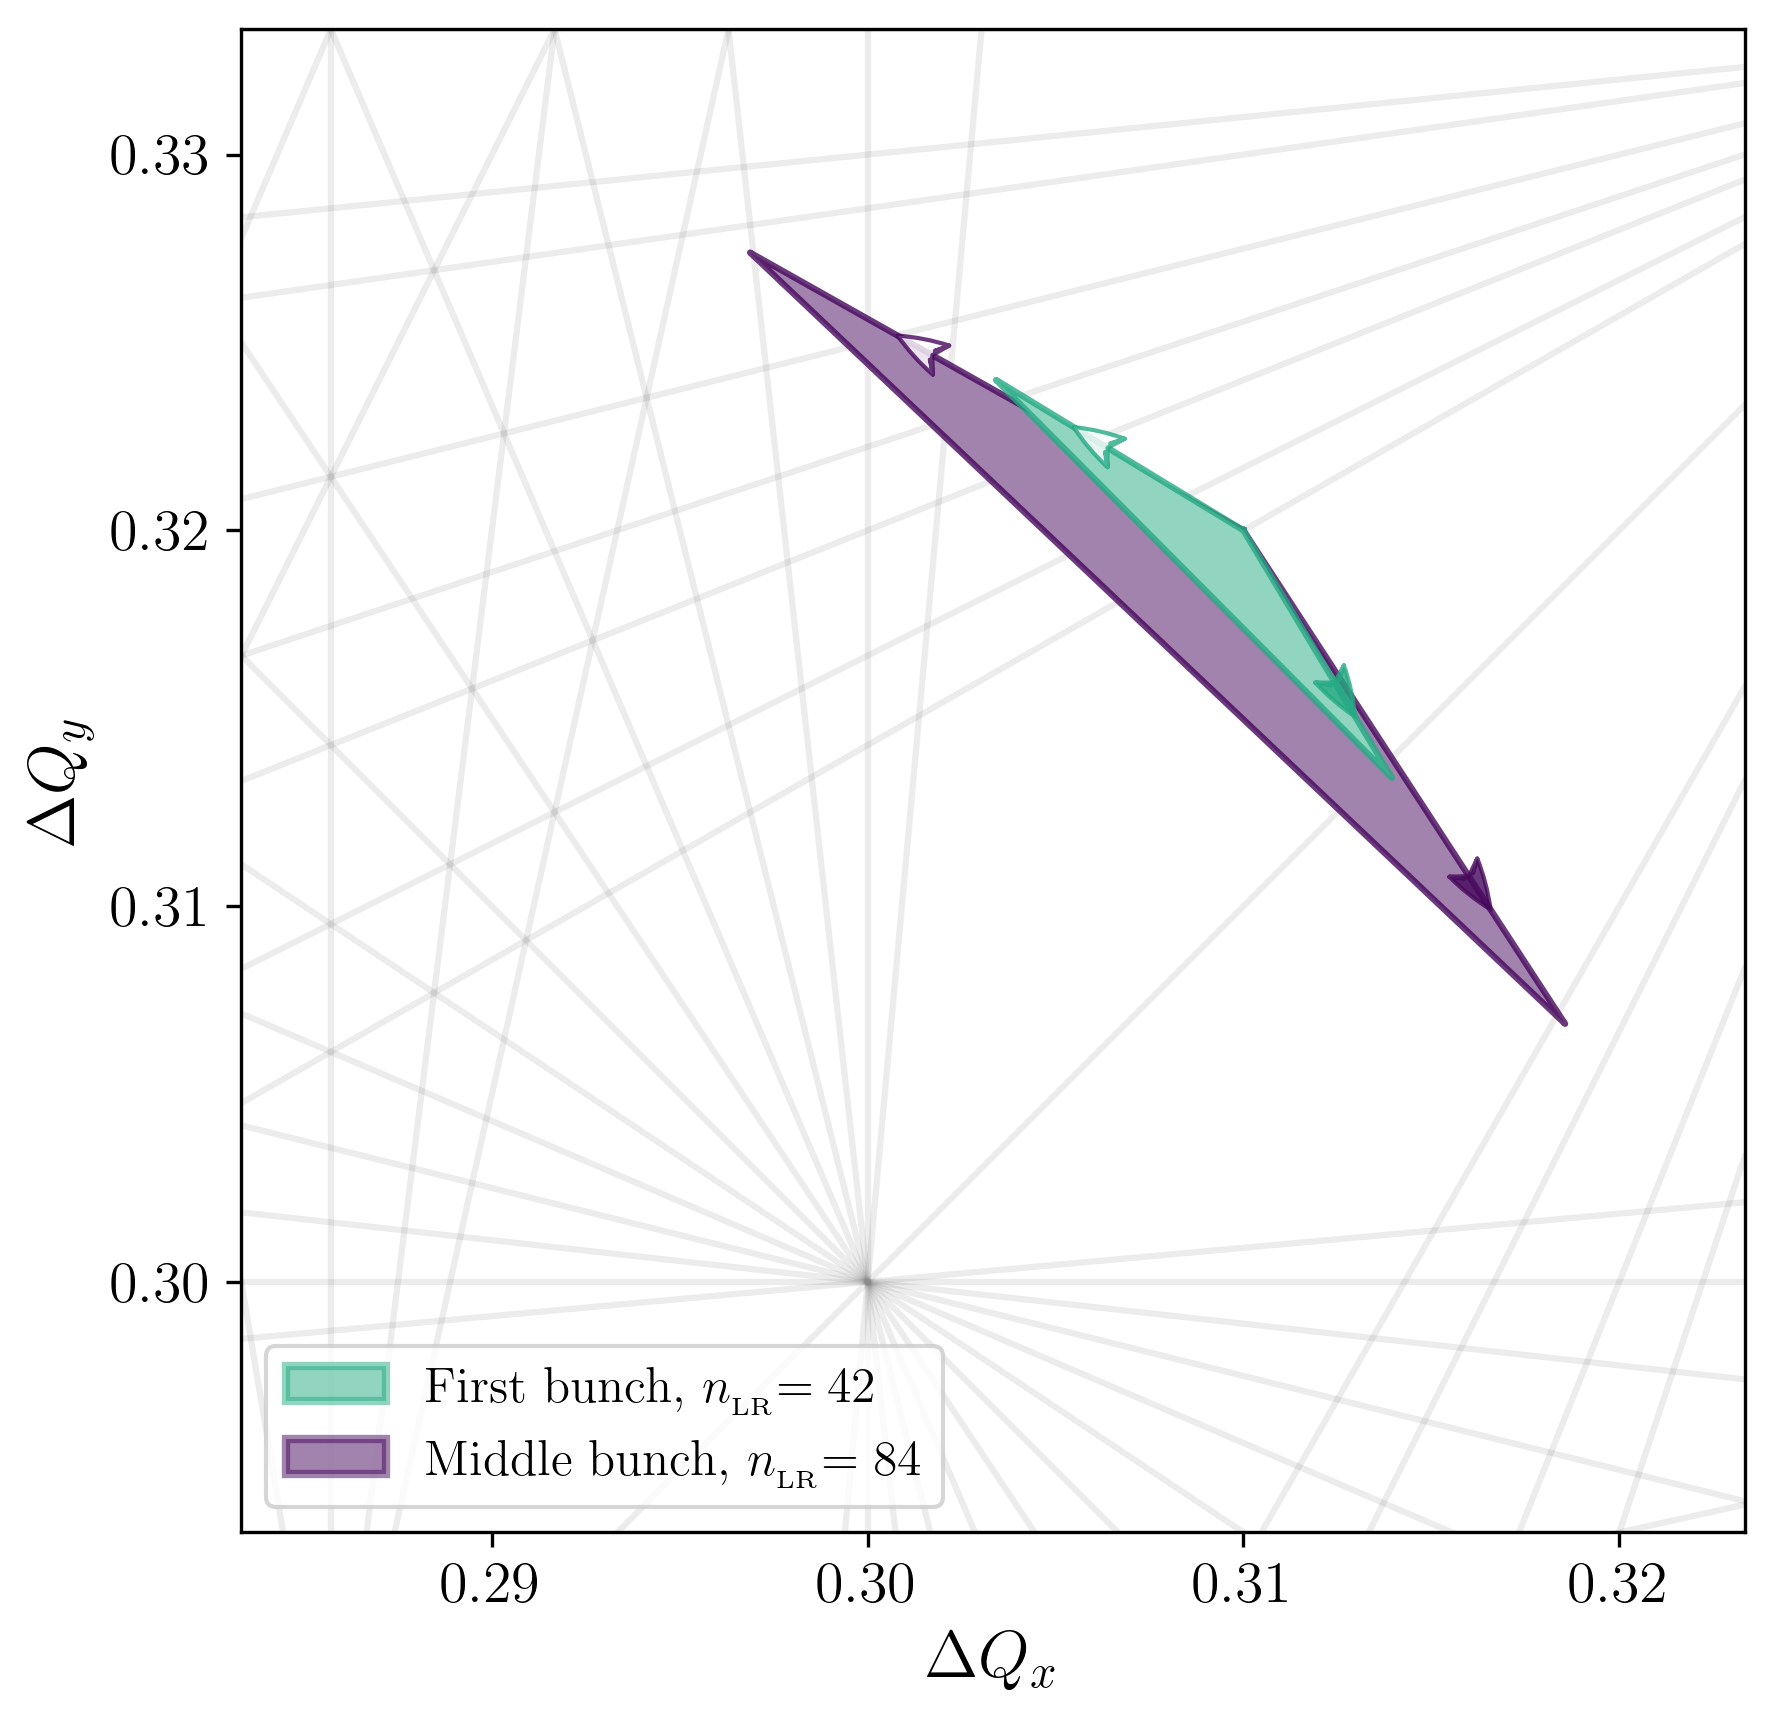 0.33
0.32
0.31
0.30
ΔQ_y
First bunch, n_LR = 42
Middle bunch, n_LR = 84
0.29 0.30 0.31 0.32
ΔQ_x